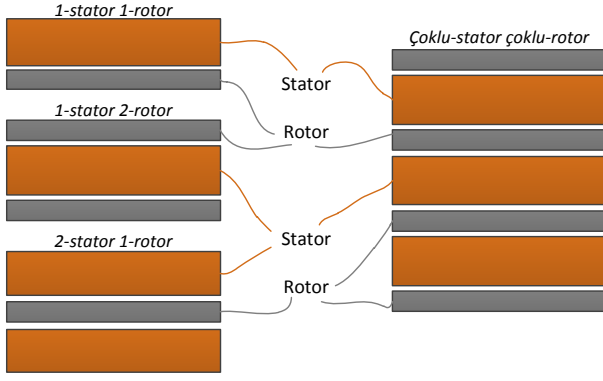 1-stator 1-rotor
Çoklu-stator çoklu-rotor
Stator
1-stator 2-rotor
Rotor
2-stator 1-rotor
Stator
Rotor